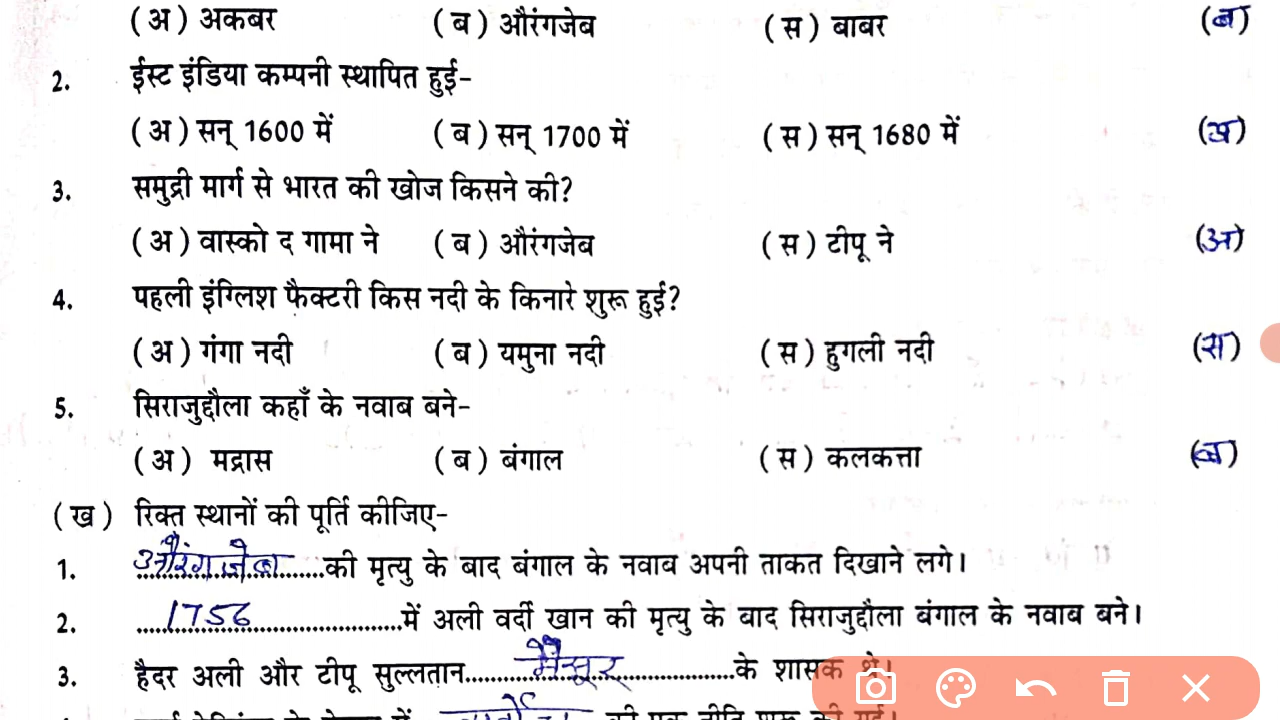 (अ) अकबर (ब) औरंगजेब (स) बाबर (ब)
2. ईस्ट इंडिया कम्पनी स्थापित हुई-
(अ) सन् 1600 में (ब) सन् 1700 में (स) सन् 1680 में (अ)
3. समुद्री मार्ग से भारत की खोज किसने की?
(अ) वास्को द गामा ने (ब) औरंगजेब (स) टीपू ने (अ)
4. पहली इंग्लिश फैक्टरी किस नदी के किनारे शुरू हुई?
(अ) गंगा नदी (ब) यमुना नदी (स) हुगली नदी (स)
5. सिराजुद्दौला कहाँ के नवाब बने-
(अ) मद्रास (ब) बंगाल (स) कलकत्ता (ब)
(ख) रिक्त स्थानों की पूर्ति कीजिए-
1. औरंगजेब की मृत्यु के बाद बंगाल के नवाब अपनी ताकत दिखाने लगे।
2. 1756 में अली वर्दी खान की मृत्यु के बाद सिराजुद्दौला बंगाल के नवाब बने।
3. हैदर अली और टीपू सुल्लतान मैसूर के शासक थे।